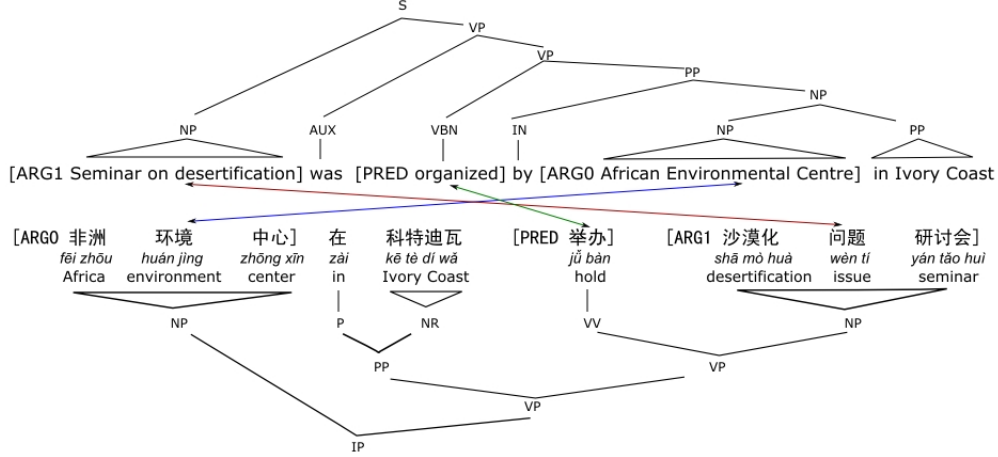 S
VP
VP
PP
NP
NP AUX VBN IN NP PP
[ARG1 Seminar on desertification] was [PRED organized] by [ARG0 African Environmental Centre] in Ivory Coast
[ARG0 非洲 环境 中心] 在 科特迪瓦 [PRED 举办] [ARG1 沙漠化 问题 研讨会]
fēi zhōu huán jìng zhōng xīn zài kē tè dí wǎ jǔ bàn shā mò huà wèn tí yán tǎo huì
Africa environment center in Ivory Coast hold desertification issue seminar
NP P NR VV NP
PP VP
VP
IP